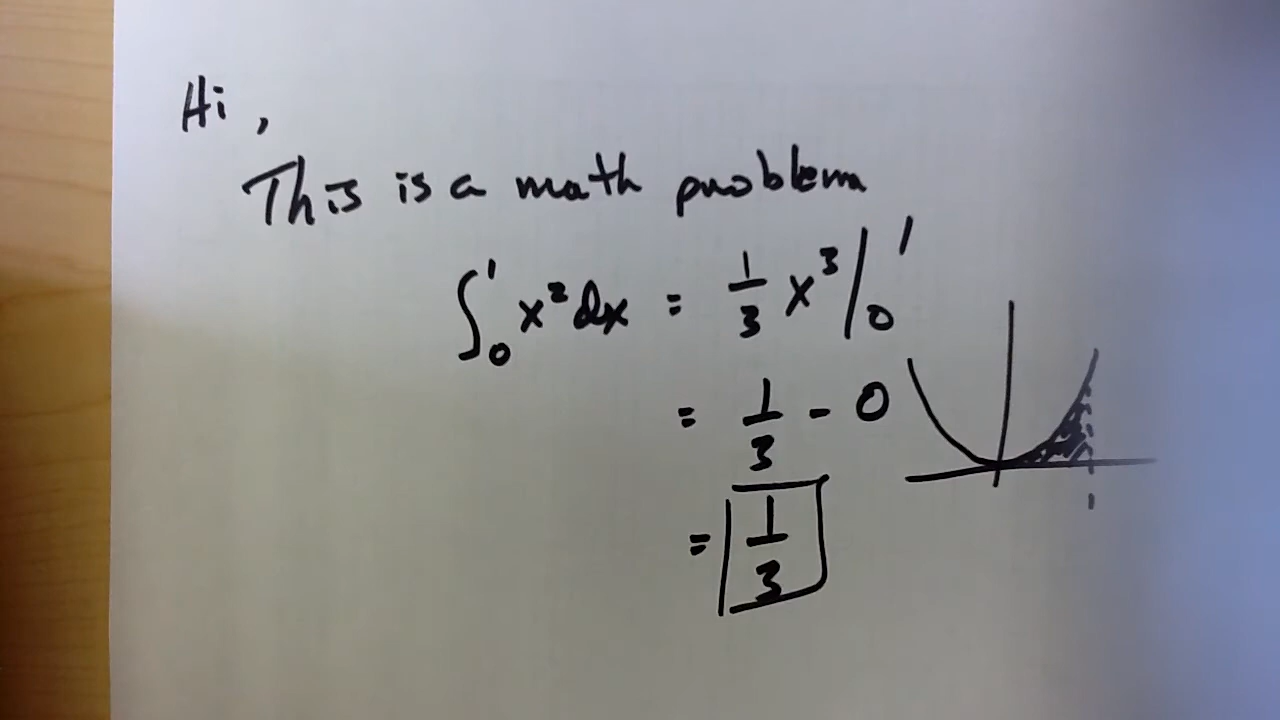 Hi,
This is a math problem
∫₀¹ x² dx = 1/3 x³ |₀¹
= 1/3 - 0
= 1/3
1